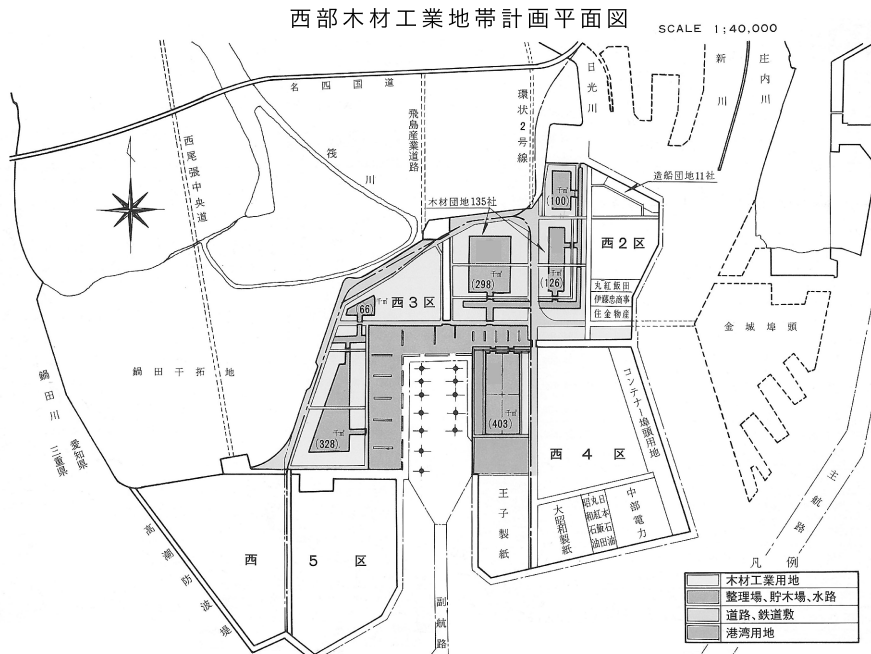 西部木材工業地帯計画平面図
SCALE 1:40,000
名四国道
西尾張中央道
筏川
飛島産業道路
環状2号線
日光川
新川
庄内川
造船団地11社
木材団地135社
千㎡
(100)
西2区
千㎡
(298)
千㎡
(126)
丸紅飯田
伊藤忠商事
住金物産
西3区
千㎡
(66)
金城埠頭
鍋田干拓地
鍋田川
三重県
愛知県
千㎡
(328)
千㎡
(403)
コンテナー埠頭用地
西4区
主航路
王子製紙
大昭和製紙
昭和石油
丸紅飯田
日本石油
中部電力
高潮防波堤
西5区
副航路
凡例
木材工業用地
整理場、貯木場、水路
道路、鉄道敷
港湾用地